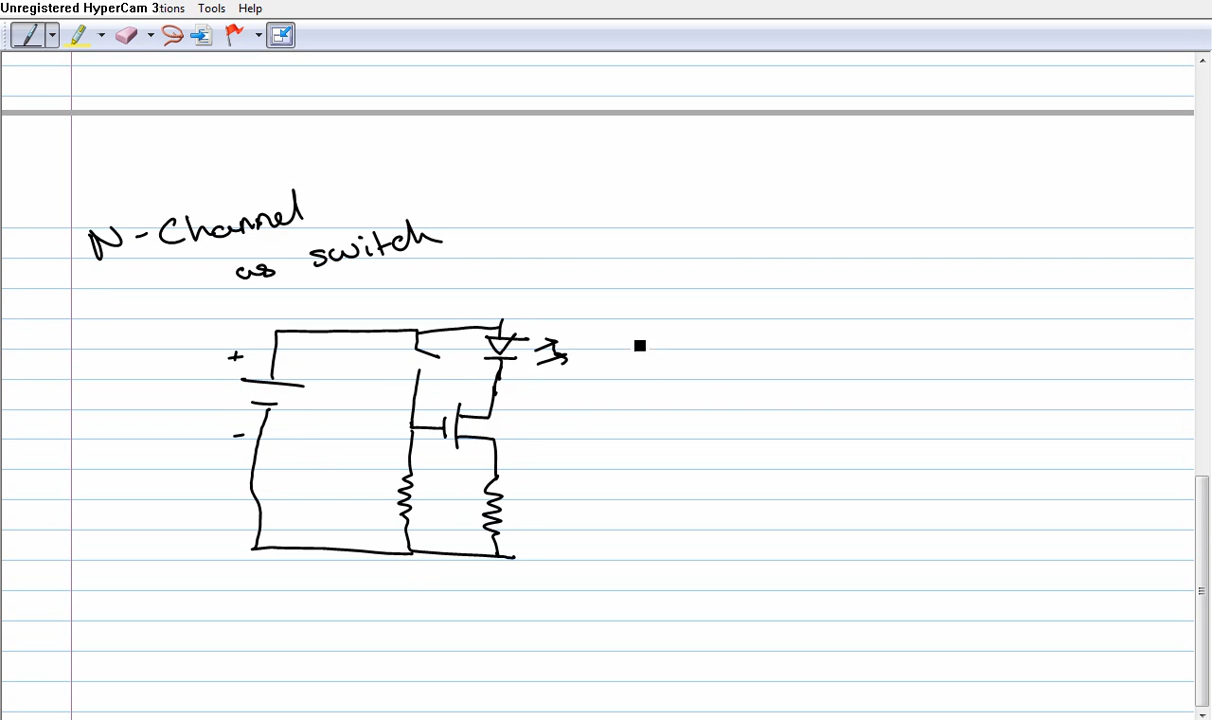 Unregistered HyperCam 3tions Tools Help
N-Channel
as switch
+
-